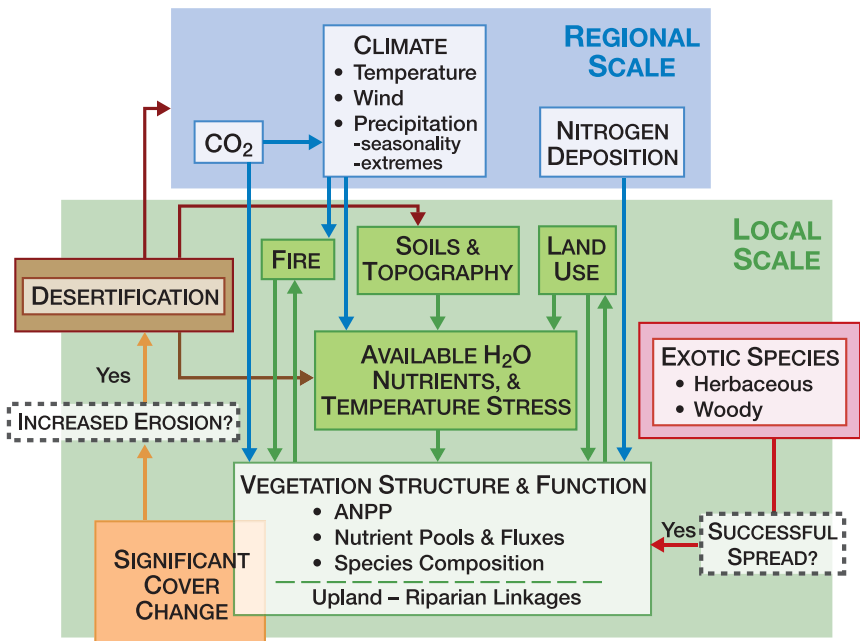 REGIONAL
SCALE
CLIMATE
• Temperature
• Wind
• Precipitation
-seasonality
-extremes
CO₂
NITROGEN
DEPOSITION
LOCAL
SCALE
FIRE
SOILS &
TOPOGRAPHY
LAND
USE
DESERTIFICATION
AVAILABLE H₂O
NUTRIENTS, &
TEMPERATURE STRESS
EXOTIC SPECIES
• Herbaceous
• Woody
Yes
INCREASED EROSION?
VEGETATION STRUCTURE & FUNCTION
• ANPP
• Nutrient Pools & Fluxes
• Species Composition
Upland – Riparian Linkages
Yes
SUCCESSFUL
SPREAD?
SIGNIFICANT
COVER
CHANGE